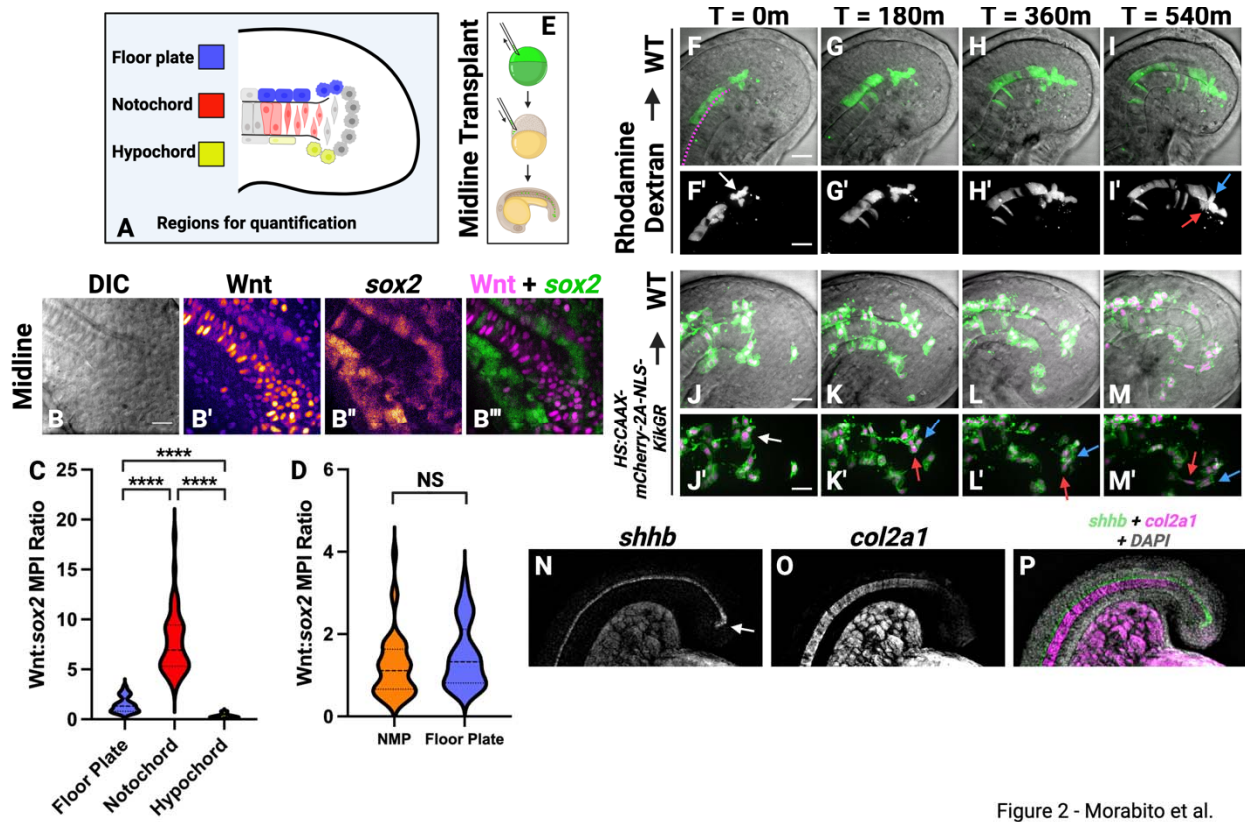 Floor plate
Notochord
Hypochord
A
Regions for quantification
Midline Transplant
E
T = 0m
T = 180m
T = 360m
T = 540m
Rhodamine
Dextran
WT
F
G
H
I
F'
G'
H'
I'
DIC
Wnt
sox2
Wnt + sox2
Midline
B
B'
B''
B'''
HS:CAAX-
mCherry-2A-NLS-
KikGR
WT
J
K
L
M
J'
K'
L'
M'
C
Wnt:sox2 MPI Ratio
25
20
15
10
5
0
****
****
****
Floor Plate
Notochord
Hypochord
D
Wnt:sox2 MPI Ratio
6
4
2
0
NS
NMP
Floor Plate
shhb
col2a1
shhb + col2a1
+ DAPI
N
O
P
Figure 2 - Morabito et al.